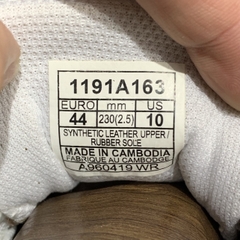 1191A163
EURO mm US
44 230(2.5) 10
SYNTHETIC LEATHER UPPER /
RUBBER SOLE
MADE IN CAMBODIA
FABRIQUE AU CAMBODGE
A960419 WR